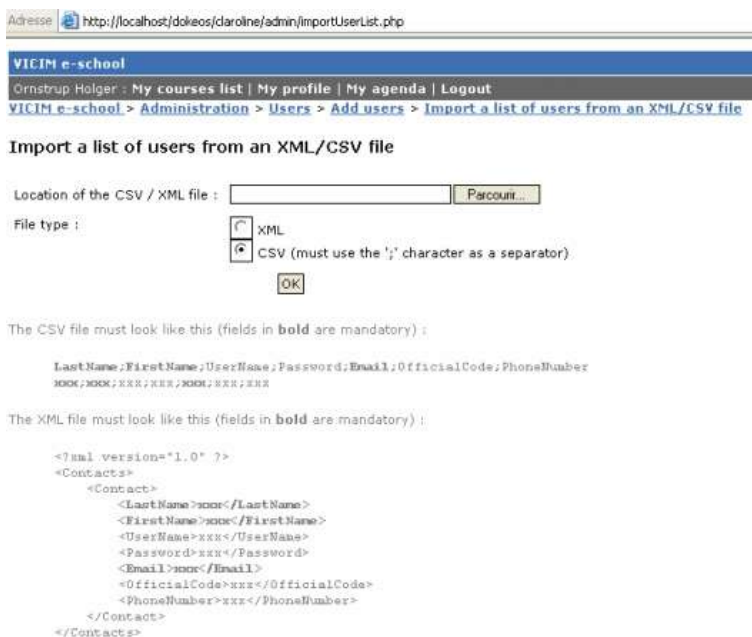 Adresse http://localhost/dokeos/claroline/admin/importUserList.php
VICIM e-school
Ornstrup Holger : My courses list | My profile | My agenda | Logout
VICIM e-school > Administration > Users > Add users > Import a list of users from an XML/CSV file
Import a list of users from an XML/CSV file
Location of the CSV / XML file : Parcourir...
File type : XML
CSV (must use the ';' character as a separator)
OK
The CSV file must look like this (fields in bold are mandatory) :
LastName;FirstName;UserName;Password;Email;OfficialCode;PhoneNumber
xxx;xxx;xxx;xxx;xxx;xxx;xxx
The XML file must look like this (fields in bold are mandatory) :
<?xml version="1.0" ?>
<Contacts>
<Contact>
<LastName>xxx</LastName>
<FirstName>xxx</FirstName>
<UserName>xxx</UserName>
<Password>xxx</Password>
<Email>xxx</Email>
<OfficialCode>xxx</OfficialCode>
<PhoneNumber>xxx</PhoneNumber>
</Contact>
</Contacts>